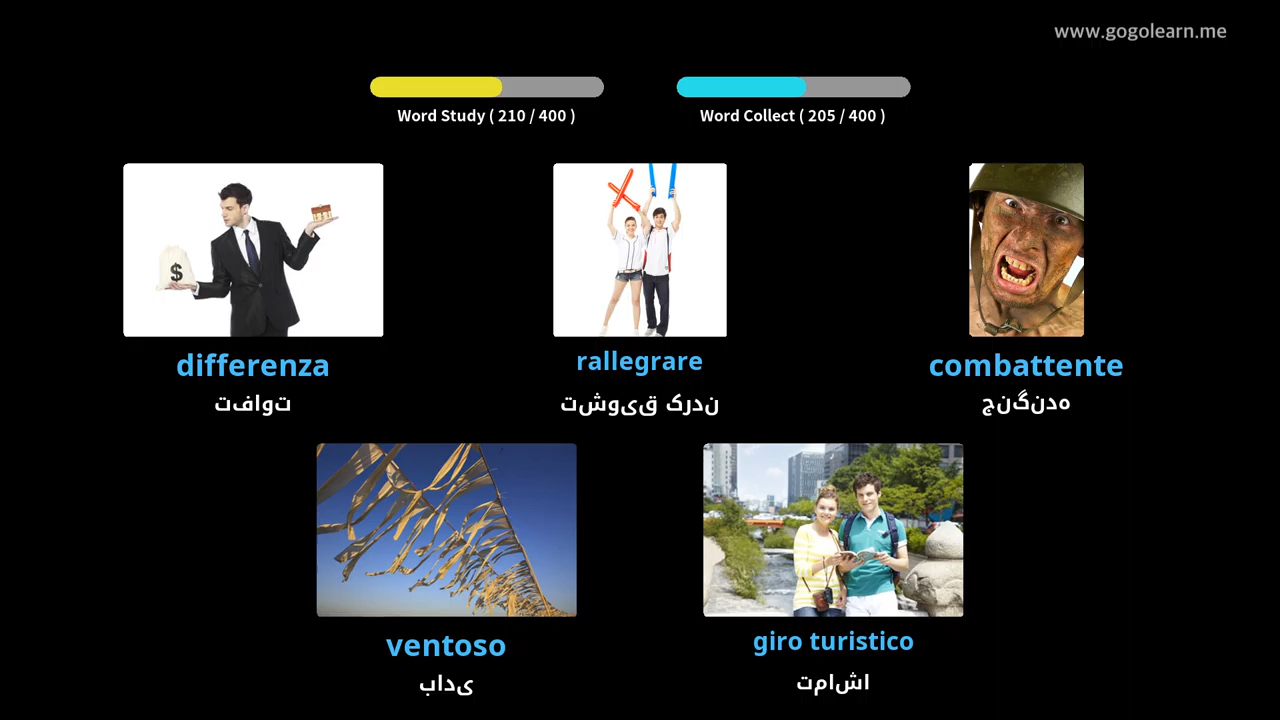 www.gogolearn.me
Word Study ( 210 / 400 )
Word Collect ( 205 / 400 )
$
differenza
تفاوت
rallegrare
تشویق کردن
combattente
جنگنده
ventoso
بادی
giro turistico
تماشا